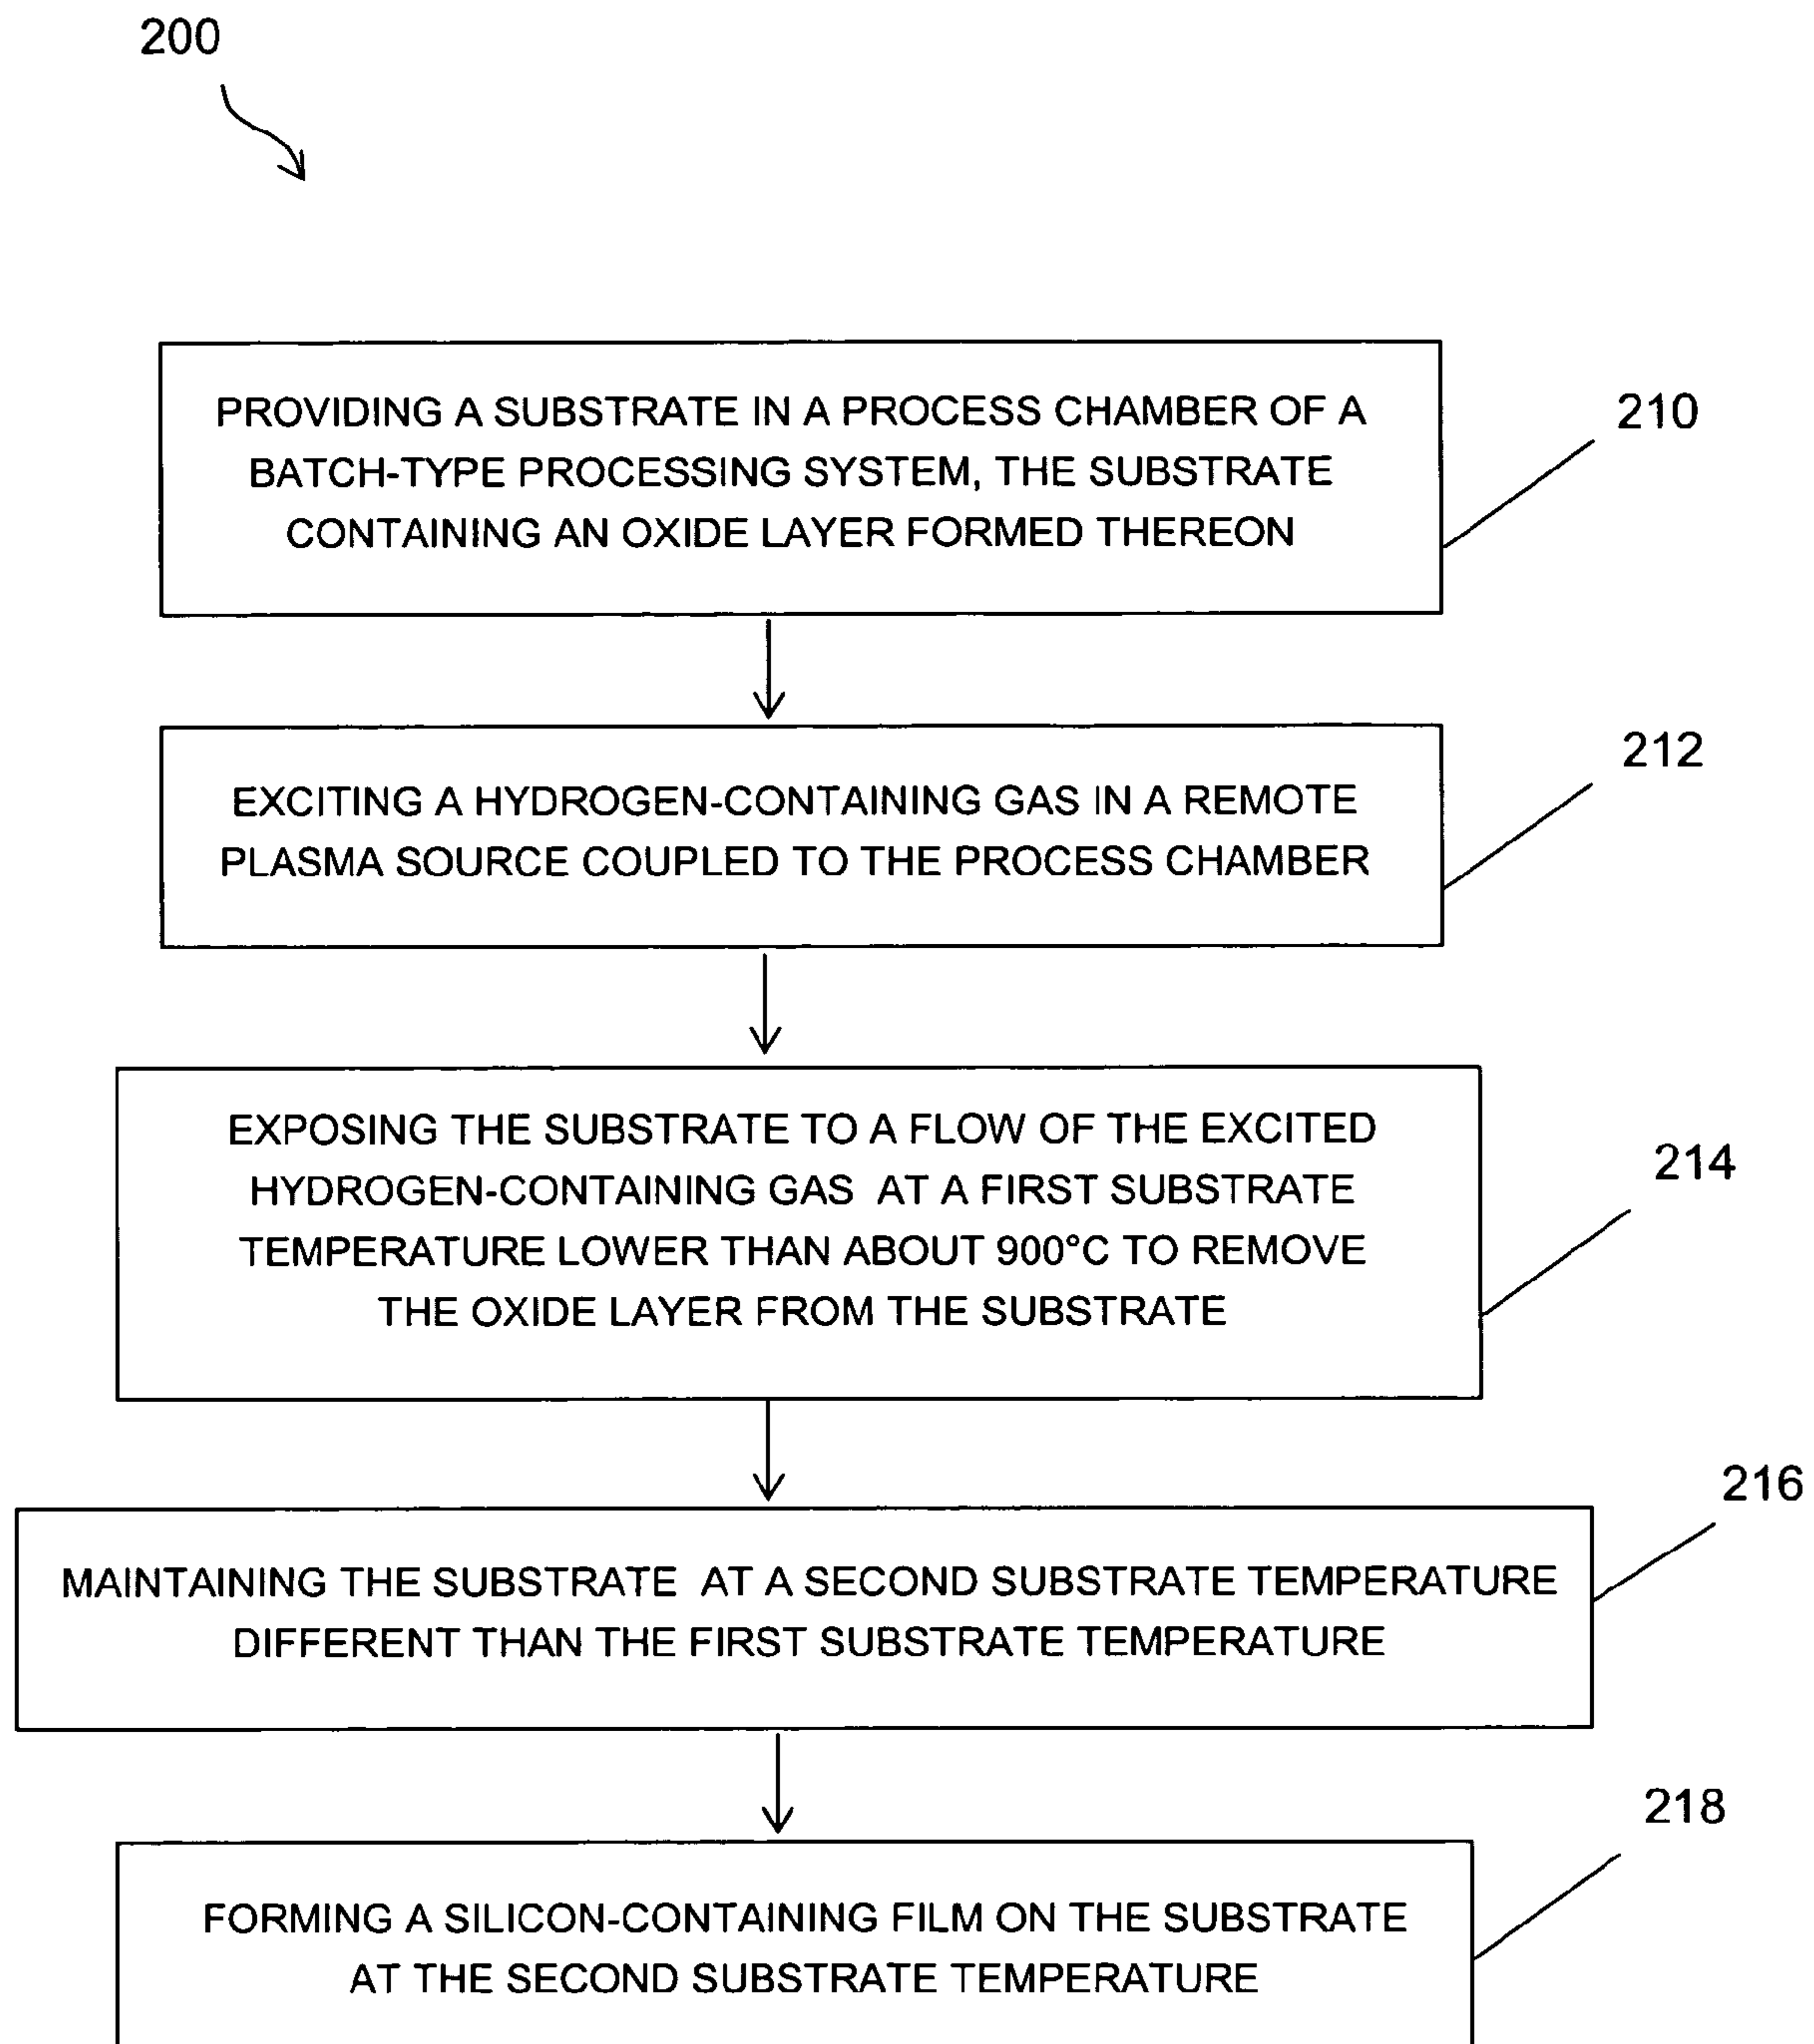 200
PROVIDING A SUBSTRATE IN A PROCESS CHAMBER OF A
BATCH-TYPE PROCESSING SYSTEM, THE SUBSTRATE
CONTAINING AN OXIDE LAYER FORMED THEREON
210
EXCITING A HYDROGEN-CONTAINING GAS IN A REMOTE
PLASMA SOURCE COUPLED TO THE PROCESS CHAMBER
212
EXPOSING THE SUBSTRATE TO A FLOW OF THE EXCITED
HYDROGEN-CONTAINING GAS AT A FIRST SUBSTRATE
TEMPERATURE LOWER THAN ABOUT 900°C TO REMOVE
THE OXIDE LAYER FROM THE SUBSTRATE
214
MAINTAINING THE SUBSTRATE AT A SECOND SUBSTRATE TEMPERATURE
DIFFERENT THAN THE FIRST SUBSTRATE TEMPERATURE
216
FORMING A SILICON-CONTAINING FILM ON THE SUBSTRATE
AT THE SECOND SUBSTRATE TEMPERATURE
218